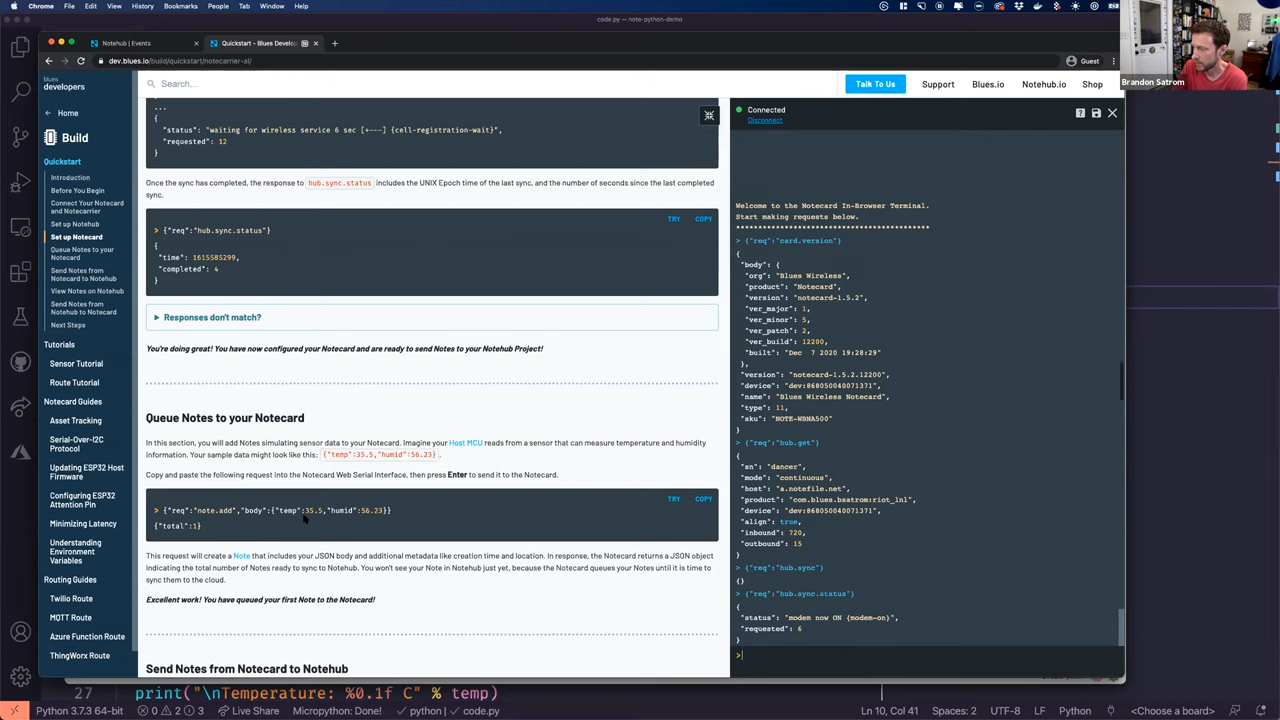 Chrome File Edit View History Bookmarks People Tab Window Help
code.py — note-python-demo
Notehub | Events
Quickstart - Blues Develo
dev.blues.io/build/quickstart/notecarrier-al/
Guest
Brandon Satrom
blues
developers
Search...
Talk To Us
Support
Blues.io
Notehub.io
Shop
Home
Build
Quickstart
Introduction
Before You Begin
Connect Your Notecard
and Notecarrier
Set up Notehub
Set up Notecard
Queue Notes to your
Notecard
Send Notes from
Notecard to Notehub
View Notes on Notehub
Send Notes from
Notehub to Notecard
Next Steps
Tutorials
Sensor Tutorial
Route Tutorial
Notecard Guides
Asset Tracking
Serial-Over-I2C
Protocol
Updating ESP32 Host
Firmware
Configuring ESP32
Attention Pin
Minimizing Latency
Understanding
Environment
Variables
Routing Guides
Twilio Route
MQTT Route
Azure Function Route
ThingWorx Route
...
{
"status": "waiting for wireless service 6 sec [+---] {cell-registration-wait}",
"requested": 12
}
Once the sync has completed, the response to hub.sync.status includes the UNIX Epoch time of the last sync, and the number of seconds since the last completed
sync.
TRY COPY
> {"req":"hub.sync.status"}
{
"time": 1615585299,
"completed": 4
}
Responses don't match?
You're doing great! You have now configured your Notecard and are ready to send Notes to your Notehub Project!
Queue Notes to your Notecard
In this section, you will add Notes simulating sensor data to your Notecard. Imagine your Host MCU reads from a sensor that can measure temperature and humidity
information. Your sample data might look like this: {"temp":35.5,"humid":56.23}.
Copy and paste the following request into the Notecard Web Serial Interface, then press Enter to send it to the Notecard.
TRY COPY
> {"req":"note.add","body":{"temp":35.5,"humid":56.23}}
{"total":1}
This request will create a Note that includes your JSON body and additional metadata like creation time and location. In response, the Notecard returns a JSON object
indicating the total number of Notes ready to sync to Notehub. You won't see your Note in Notehub just yet, because the Notecard queues your Notes until it is time to
sync them to the cloud.
Excellent work! You have queued your first Note to the Notecard!
Send Notes from Notecard to Notehub
Connected
Disconnect
Welcome to the Notecard In-Browser Terminal.
Start making requests below.
*******************************************
> {"req":"card.version"}
{
"body": {
"org": "Blues Wireless",
"product": "Notecard",
"version": "notecard-1.5.2",
"ver_major": 1,
"ver_minor": 5,
"ver_patch": 2,
"ver_build": 12200,
"built": "Dec 7 2020 19:28:29"
},
"version": "notecard-1.5.2.12200",
"device": "dev:868050040071371",
"name": "Blues Wireless Notecard",
"type": 11,
"sku": "NOTE-WBNA500"
}
> {"req":"hub.get"}
{
"sn": "dancer",
"mode": "continuous",
"host": "a.notefile.net",
"product": "com.blues.bsatrom:riot_lnl",
"device": "dev:868050040071371",
"align": true,
"inbound": 720,
"outbound": 15
}
> {"req":"hub.sync"}
{}
> {"req":"hub.sync.status"}
{
"status": "modem now ON {modem-on}",
"requested": 6
}
>
27 print("\nTemperature: %0.1f C" % temp)
Python 3.7.3 64-bit 0 2 3 python | code.py Ln 10, Col 41 Spaces: 2 UTF-8 LF Python